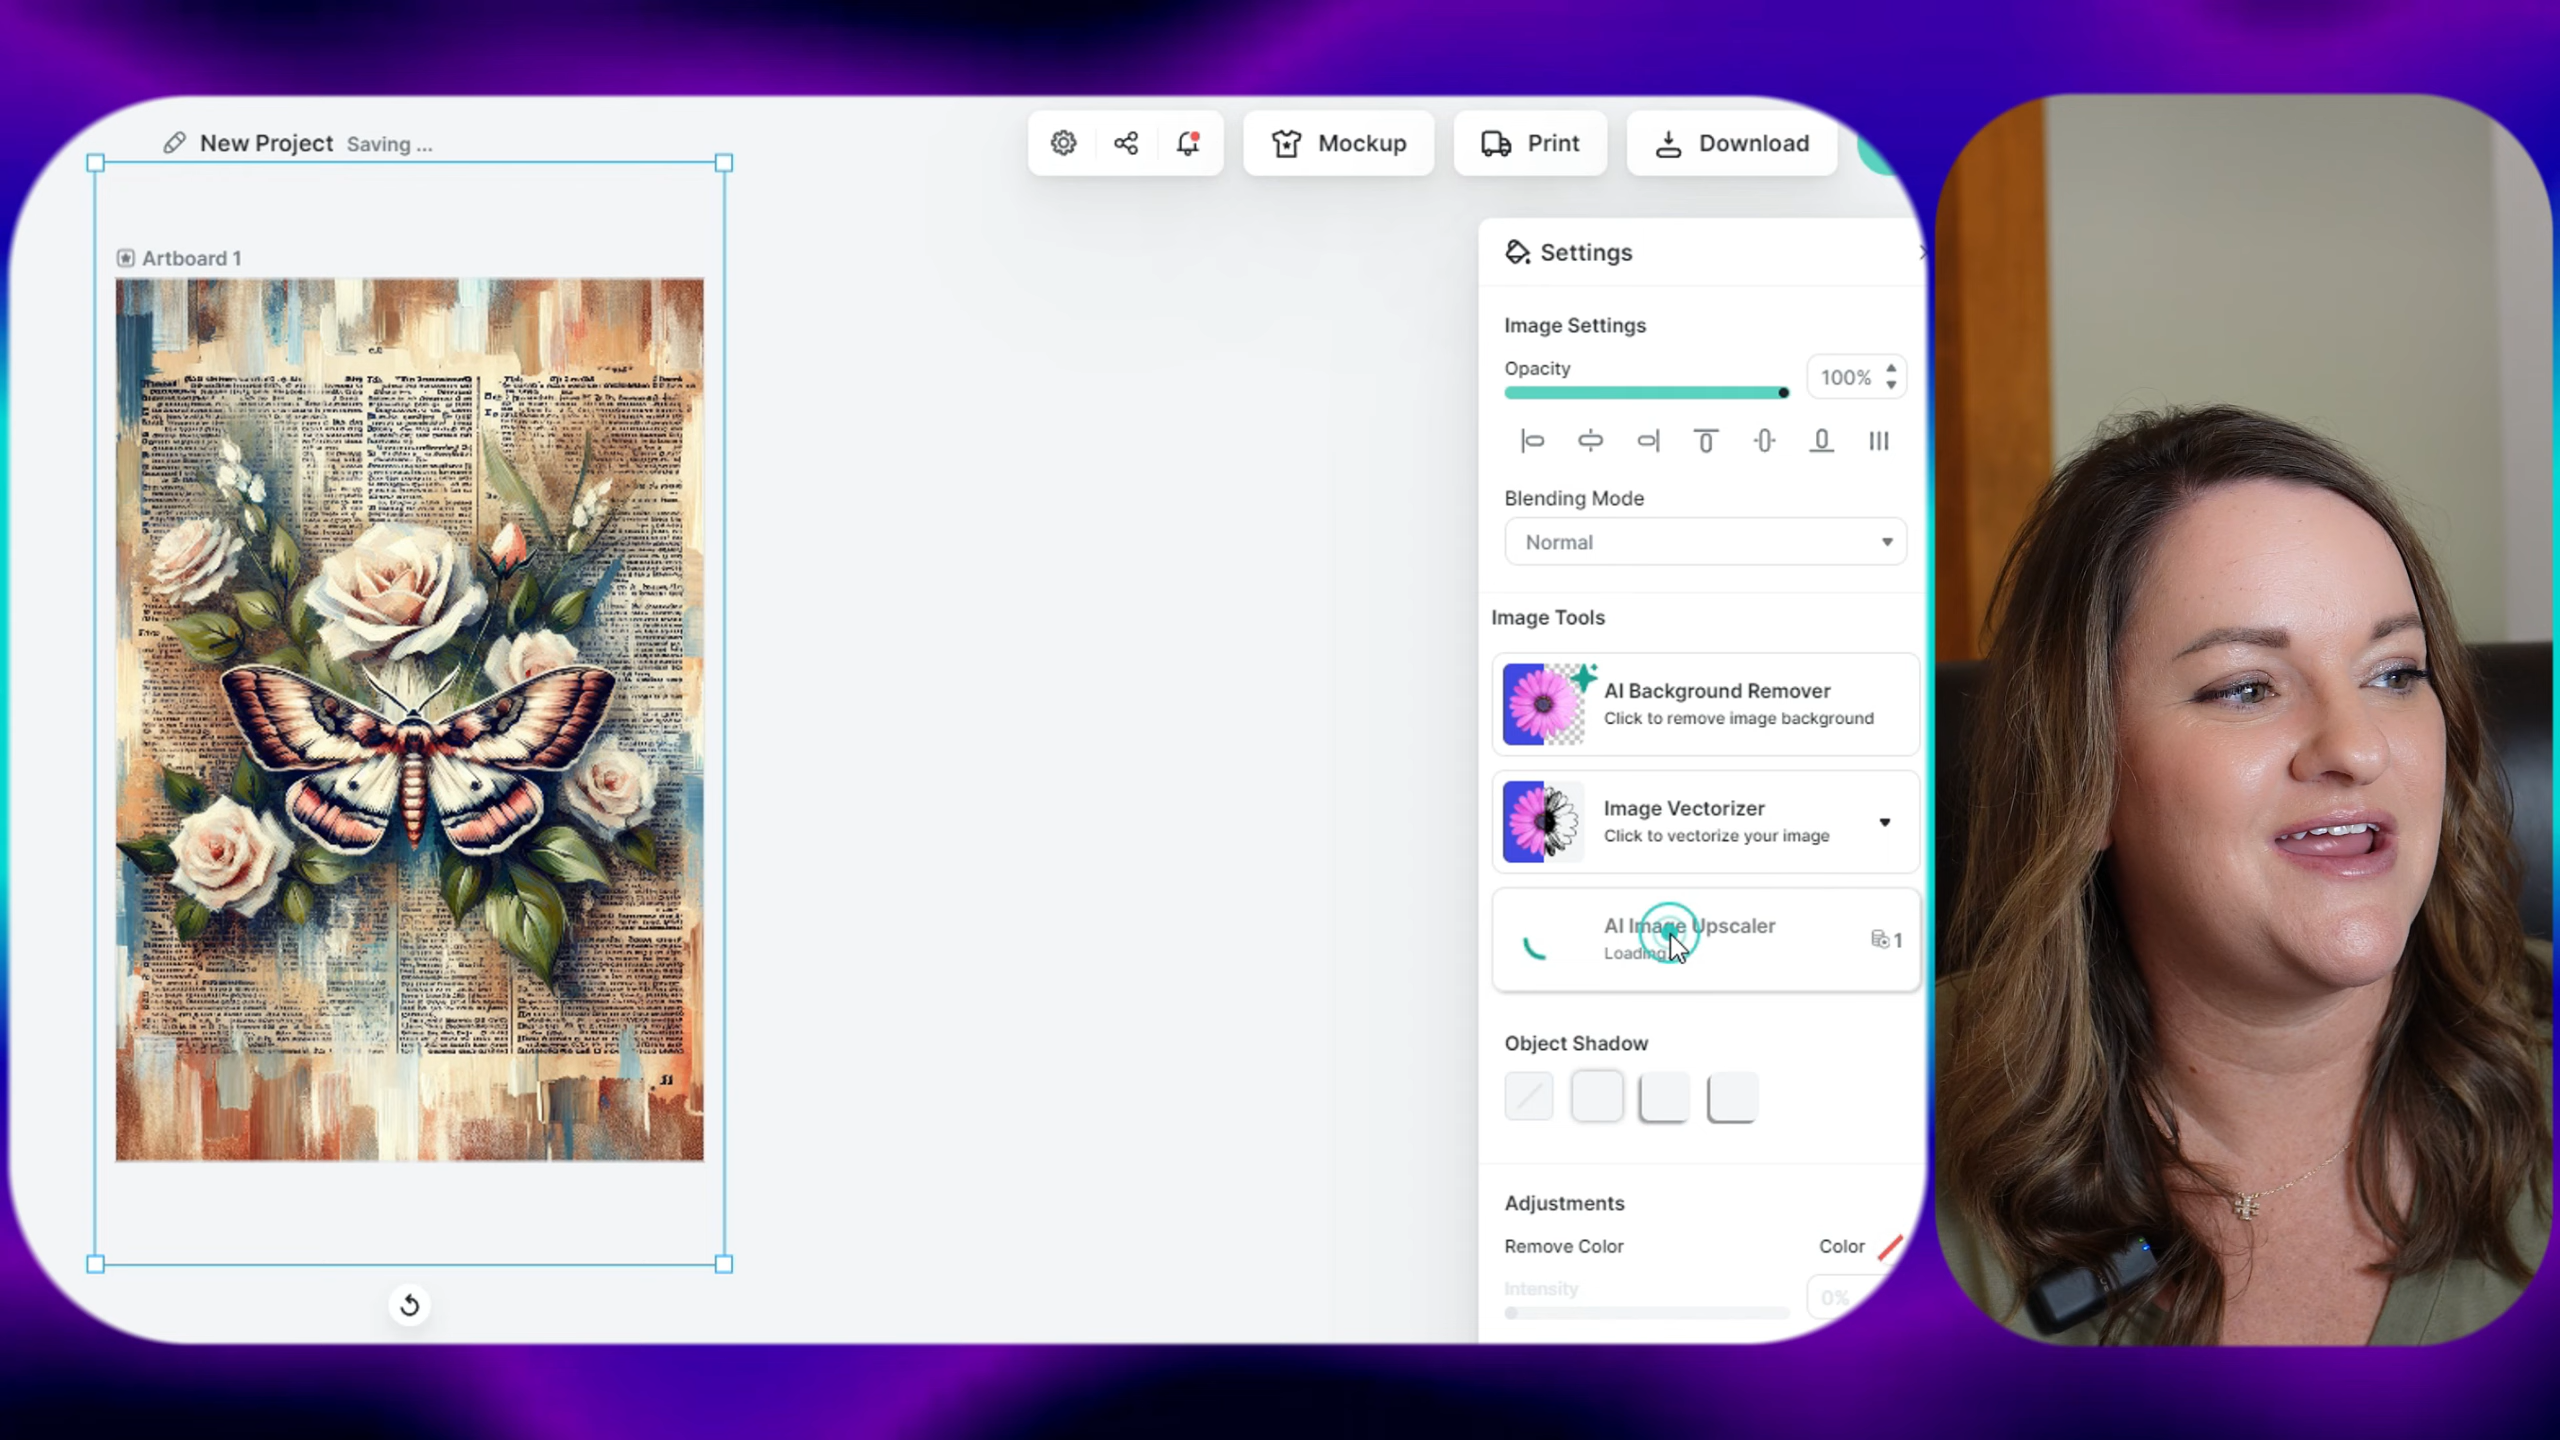 New Project Saving ...
Mockup
Print
Download
Artboard 1
Settings
Image Settings
Opacity
100%
Blending Mode
Normal
Image Tools
AI Background Remover
Click to remove image background
Image Vectorizer
Click to vectorize your image
AI Image Upscaler
Loading
1
Object Shadow
Adjustments
Remove Color
Color
Intensity
0%